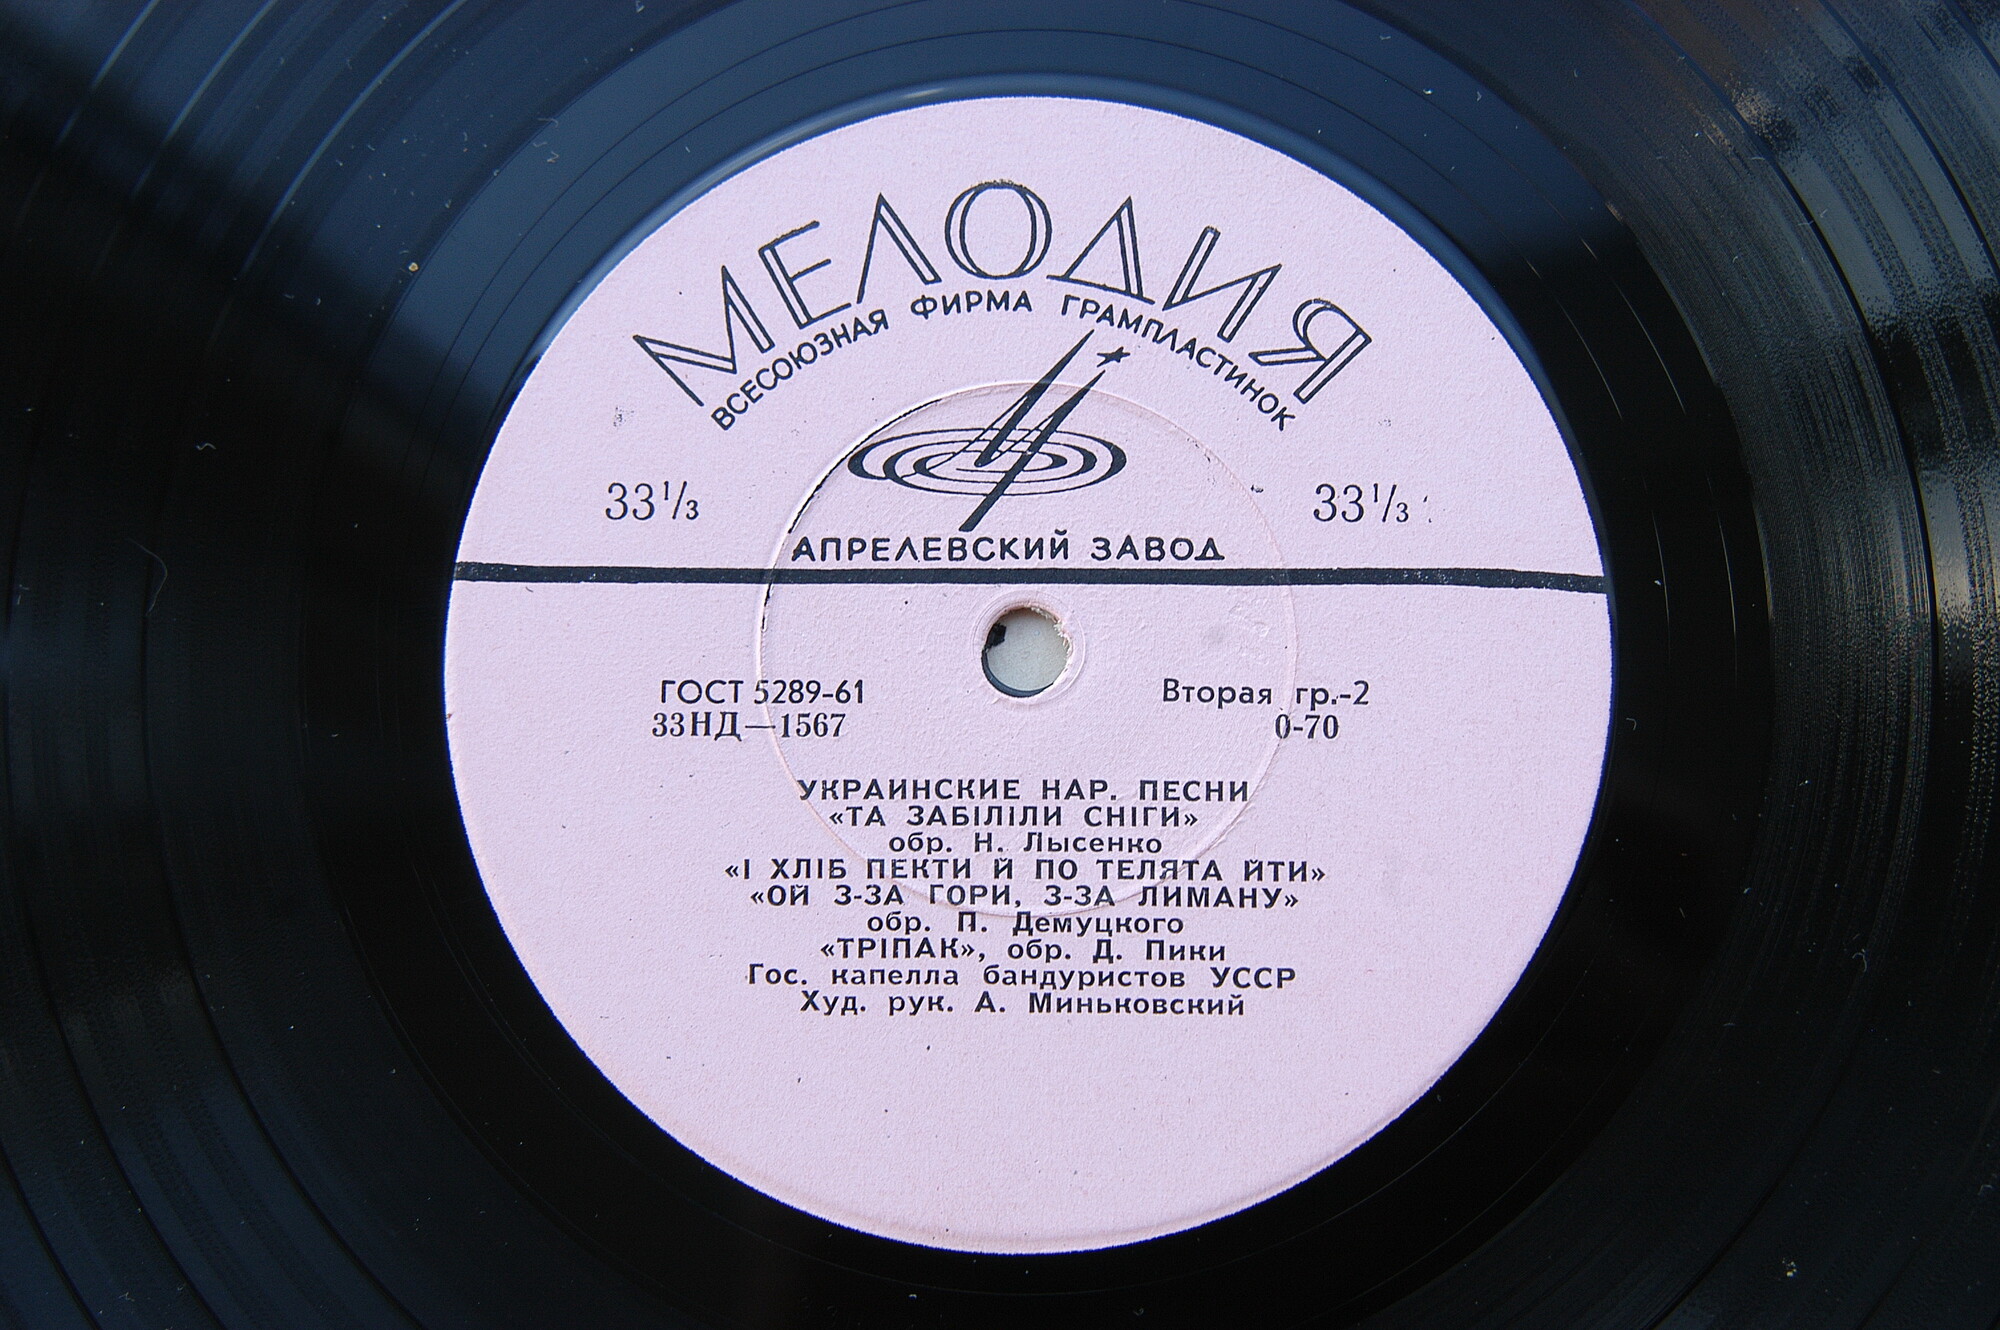 МЕЛОДИЯ
ВСЕСОЮЗНАЯ ФИРМА ГРАМПЛАСТИНОК
33⅓ 33⅓
АПРЕЛЕВСКИЙ ЗАВОД
ГОСТ 5289-61 Вторая гр.-2
33НД—1567 0-70
УКРАИНСКИЕ НАР. ПЕСНИ
«ТА ЗАБІЛІЛИ СНІГИ»
обр. Н. Лысенко
«І ХЛІБ ПЕКТИ Й ПО ТЕЛЯТА ЙТИ»
«ОЙ З-ЗА ГОРИ, З-ЗА ЛИМАНУ»
обр. П. Демуцкого
«ТРІПАК», обр. Д. Пики
Гос. капелла бандуристов УССР
Худ. рук. А. Миньковский